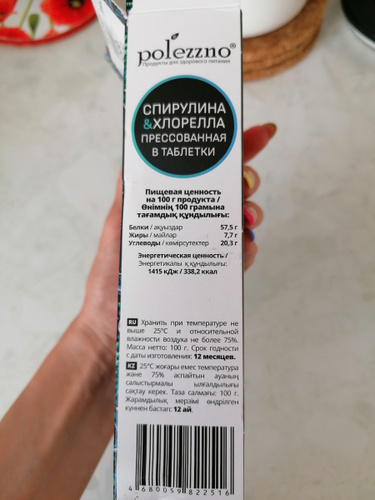 polezzno®
Продукты для здорового питания
СПИРУЛИНА
&ХЛОРЕЛЛА
ПРЕССОВАННАЯ
В ТАБЛЕТКИ
Пищевая ценность
на 100 г продукта /
Өнімнің 100 грамына
тағамдық құндылығы:
Белки / ақуыздар 57,5 г
Жиры / майлар 7,7 г
Углеводы / көмірсутектер 20,3 г
Энергетическая ценность /
Энергетикалық құндылығы:
1415 кДж / 338,2 ккал
RU Хранить при температуре не
выше 25°С и относительной
влажности воздуха не более 75%.
Масса нетто: 100 г. Срок годности
с даты изготовления: 12 месяцев.
KZ 25°С жоғары емес температура
және 75% аспайтын ауаның
салыстырмалы ылғалдылығы
сақтау керек. Таза салмағы: 100 г.
Жарамдылық мерзімі өндірілген
күннен бастап: 12 ай.
4 680059 822516